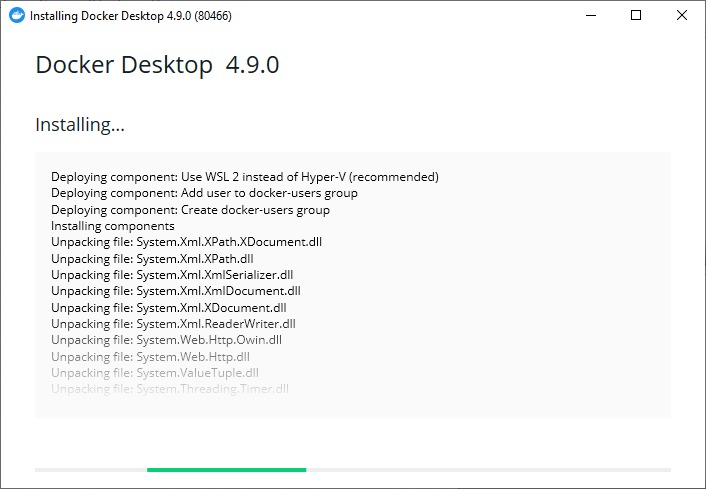 Installing Docker Desktop 4.9.0 (80466)
Docker Desktop 4.9.0
Installing...
Deploying component: Use WSL 2 instead of Hyper-V (recommended)
Deploying component: Add user to docker-users group
Deploying component: Create docker-users group
Installing components
Unpacking file: System.Xml.XPath.XDocument.dll
Unpacking file: System.Xml.XPath.dll
Unpacking file: System.Xml.XmlSerializer.dll
Unpacking file: System.Xml.XmlDocument.dll
Unpacking file: System.Xml.XDocument.dll
Unpacking file: System.Xml.ReaderWriter.dll
Unpacking file: System.Web.Http.Owin.dll
Unpacking file: System.Web.Http.dll
Unpacking file: System.ValueTuple.dll
Unpacking file: System.Threading.Timer.dll